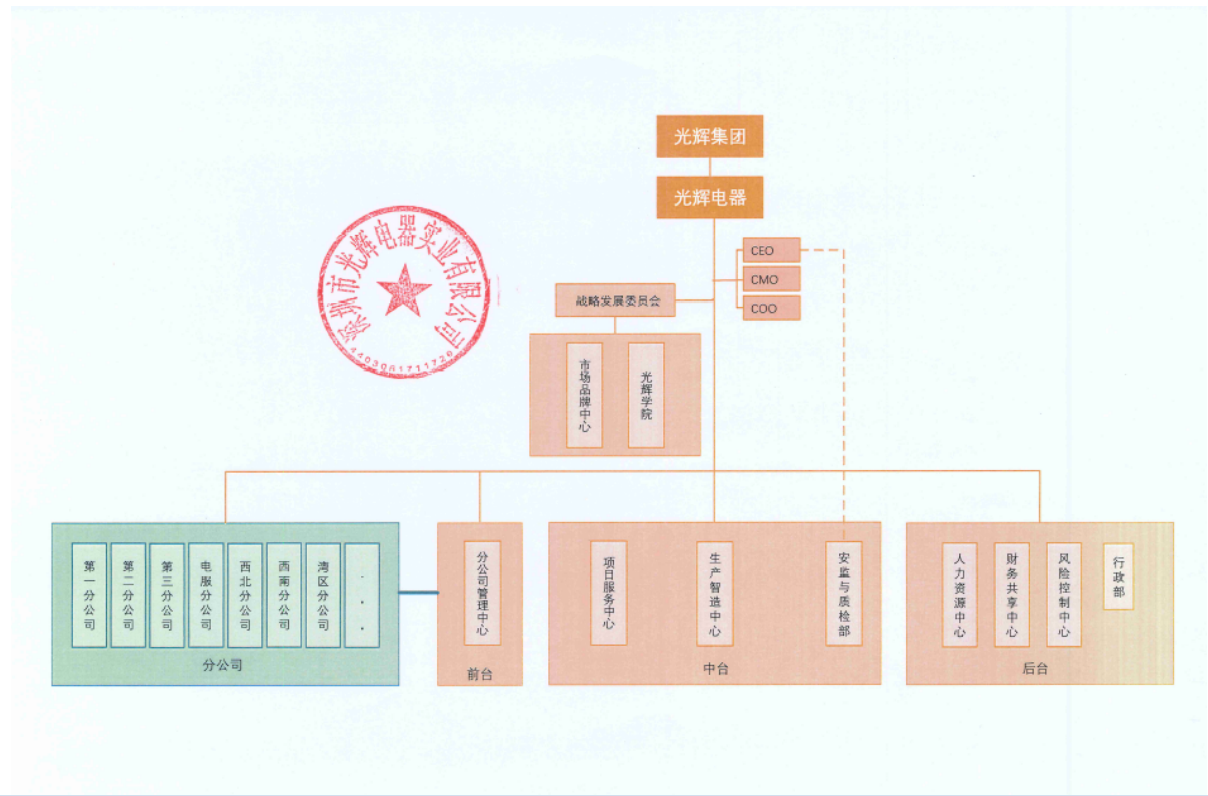 光辉集团
光辉电器
CEO
CMO
COO
战略发展委员会
市场品牌中心
光辉学院
深圳市光辉电器实业有限公司
4403061711726
第一分公司
第二分公司
第三分公司
电服分公司
西北分公司
西南分公司
湾区分公司
...
分公司
分公司管理中心
前台
项目服务中心
生产智造中心
安监与质检部
中台
人力资源中心
财务共享中心
风险控制中心
行政部
后台